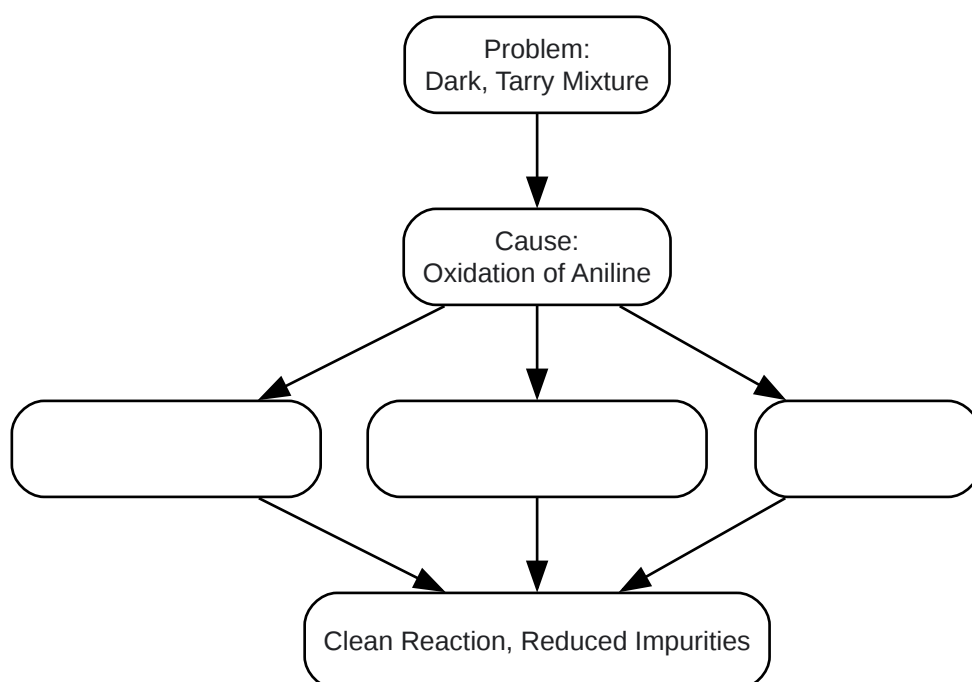 Problem:
Dark, Tarry Mixture
Cause:
Oxidation of Aniline
Clean Reaction, Reduced Impurities